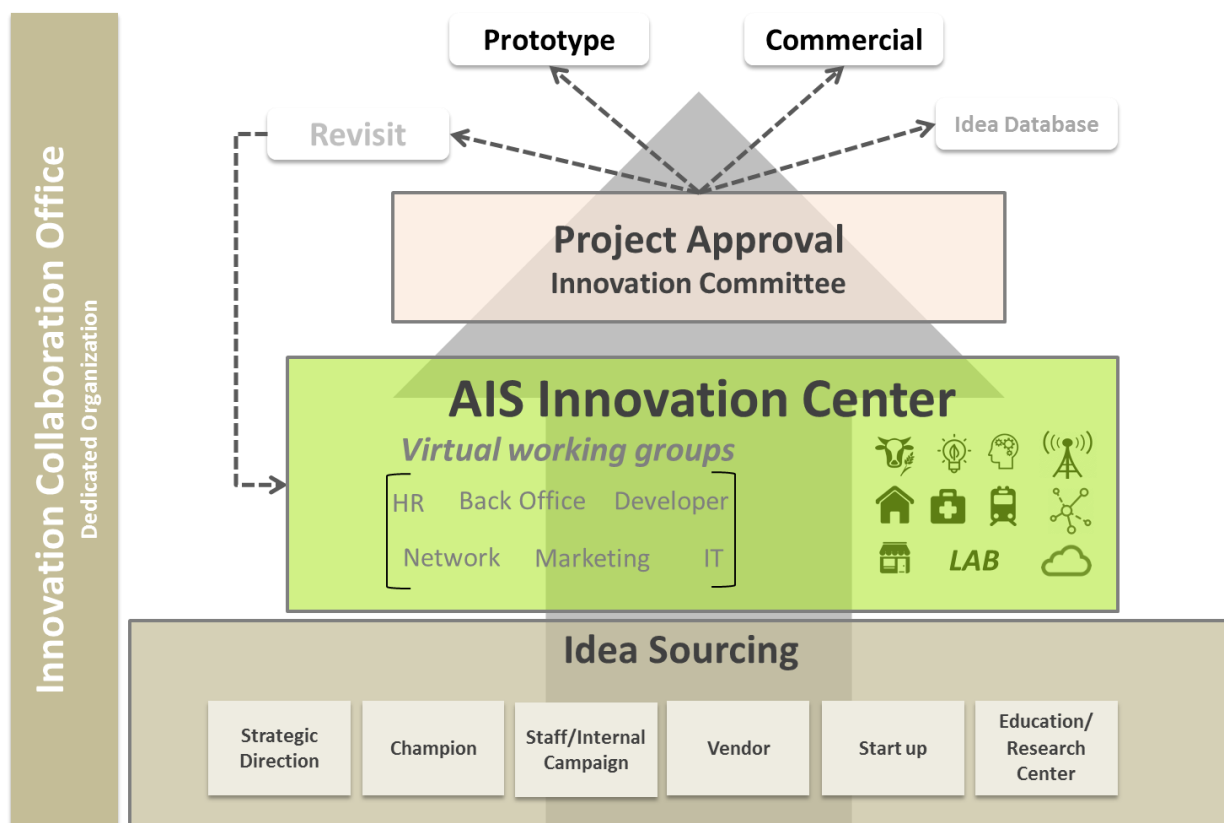 Innovation Collaboration Office
Dedicated Organization
Prototype
Commercial
Revisit
Idea Database
Project Approval
Innovation Committee
AIS Innovation Center
Virtual working groups
HR Back Office Developer
Network Marketing IT
LAB
Idea Sourcing
Strategic
Direction
Champion
Staff/Internal
Campaign
Vendor
Start up
Education/
Research
Center